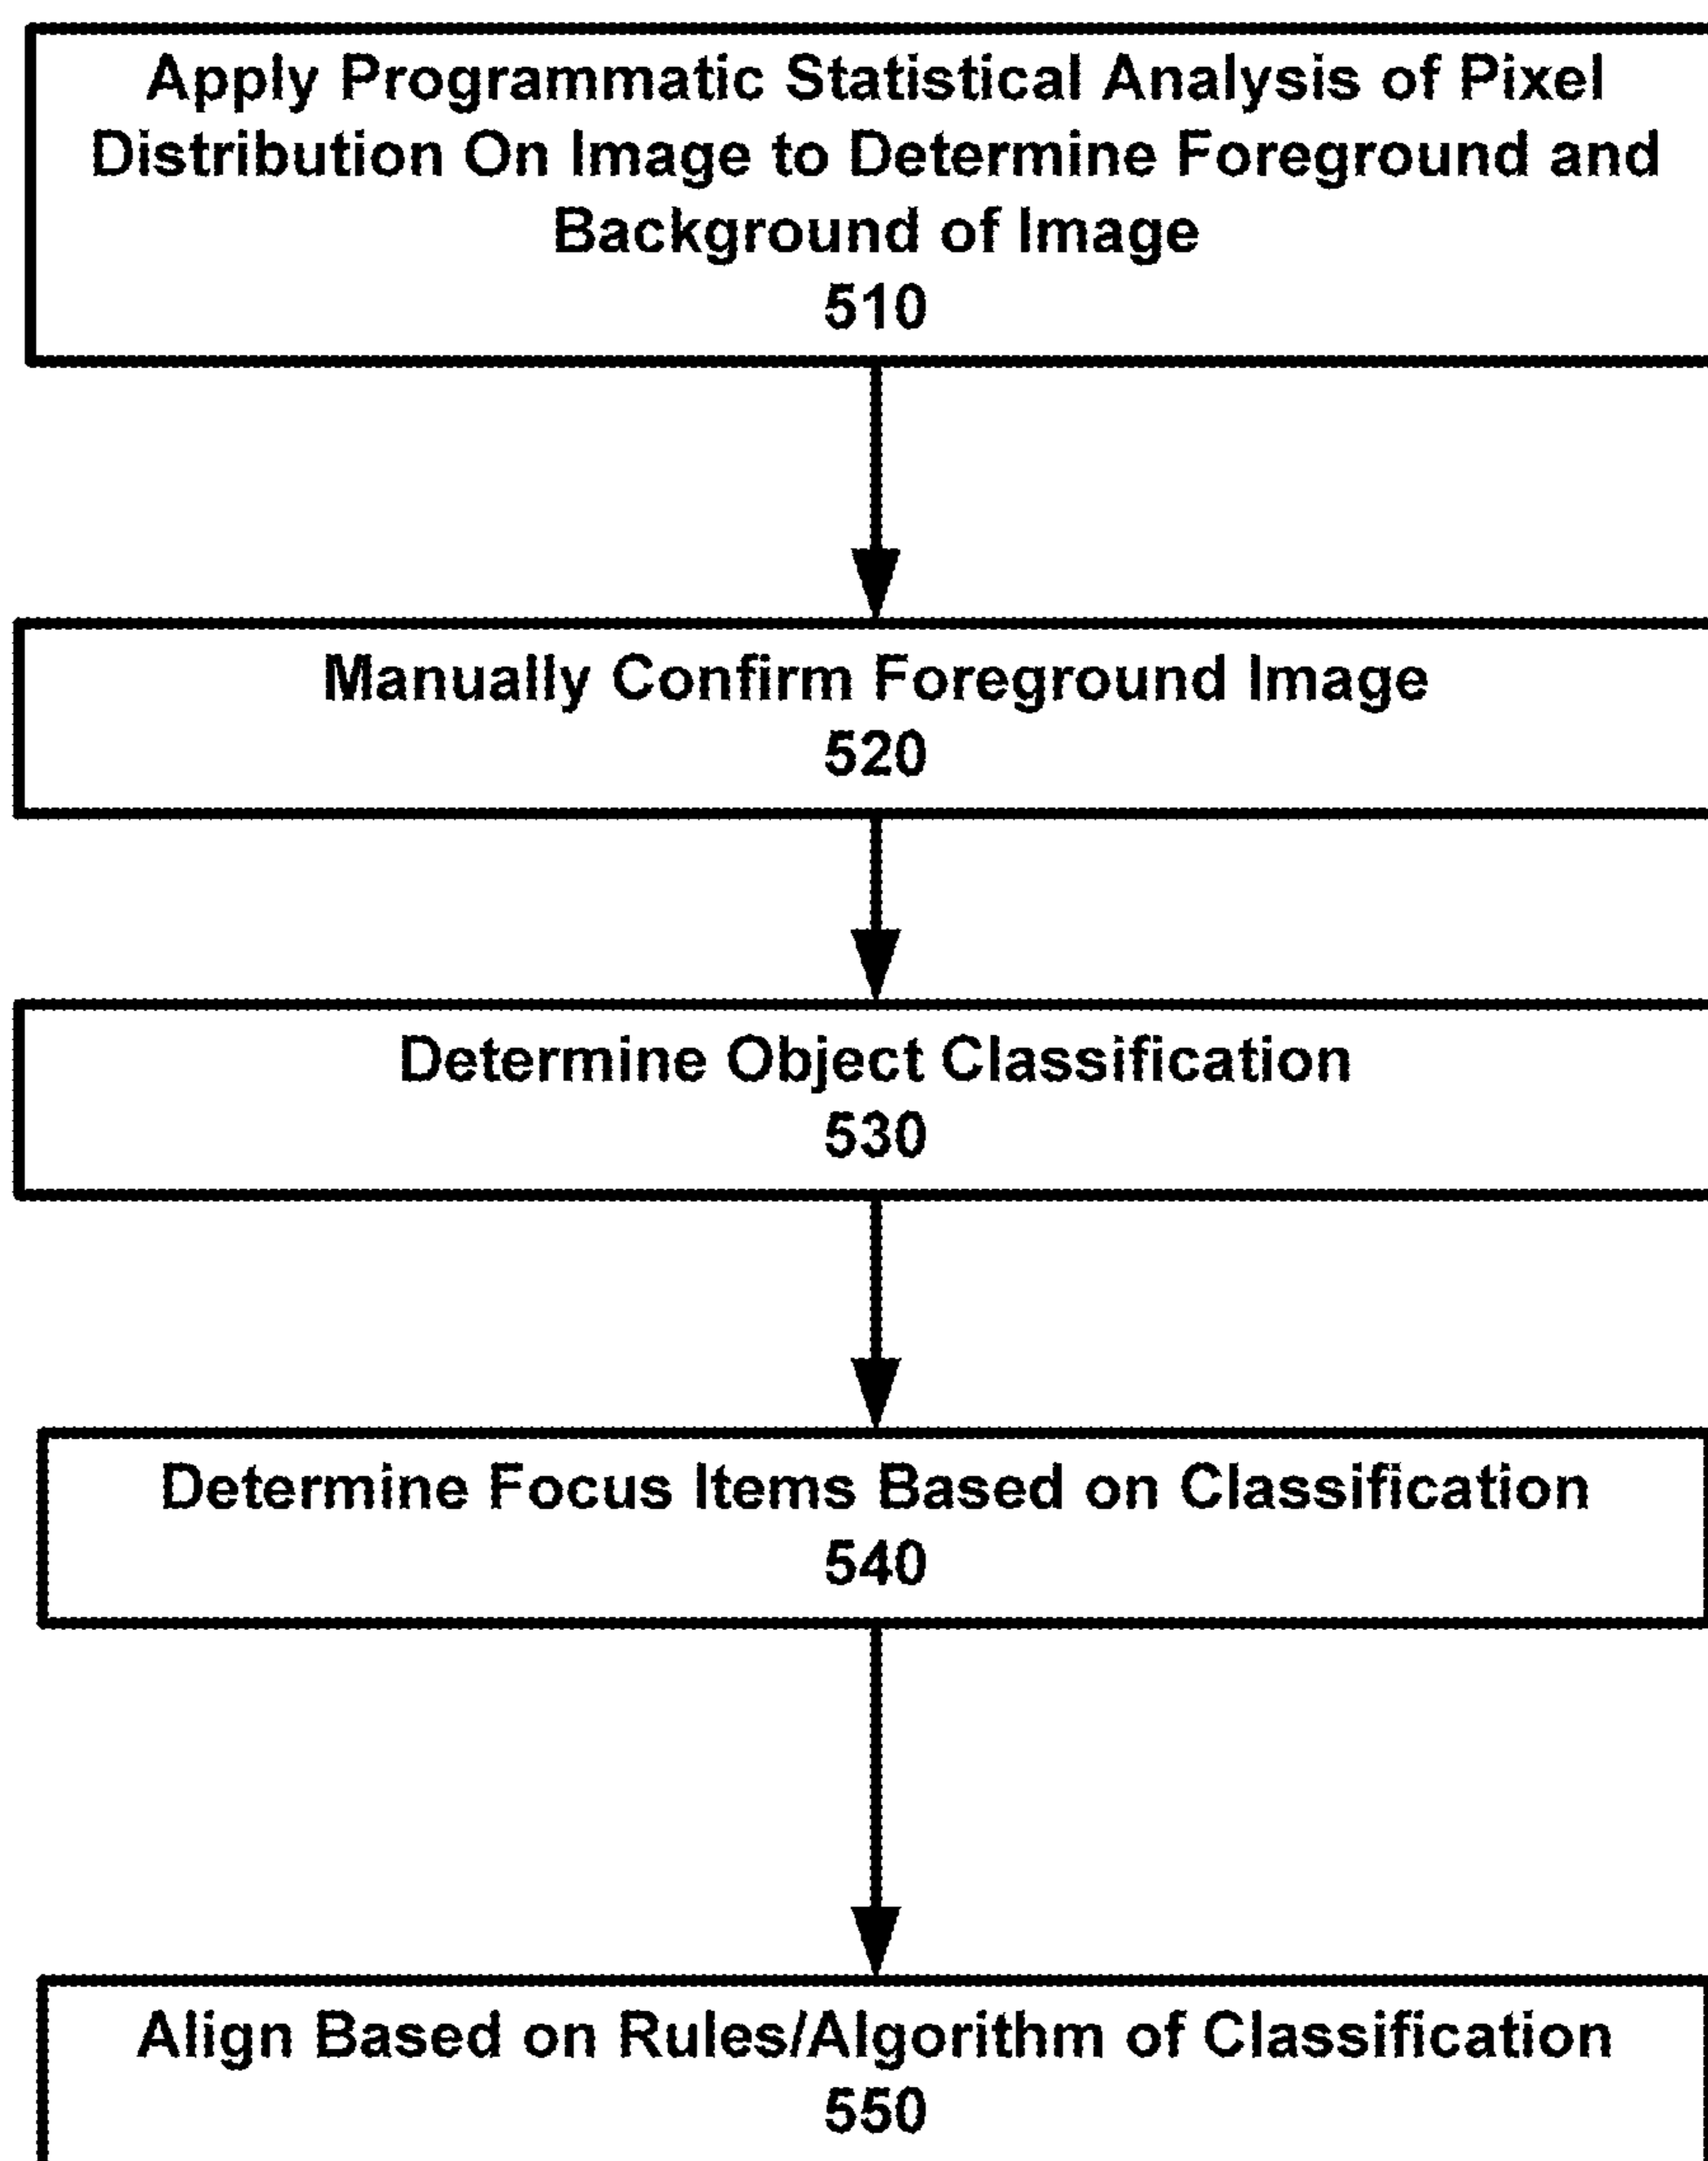 Apply Programmatic Statistical Analysis of Pixel
Distribution On Image to Determine Foreground and
Background of Image
510
Manually Confirm Foreground Image
520
Determine Object Classification
530
Determine Focus Items Based on Classification
540
Align Based on Rules/Algorithm of Classification
550